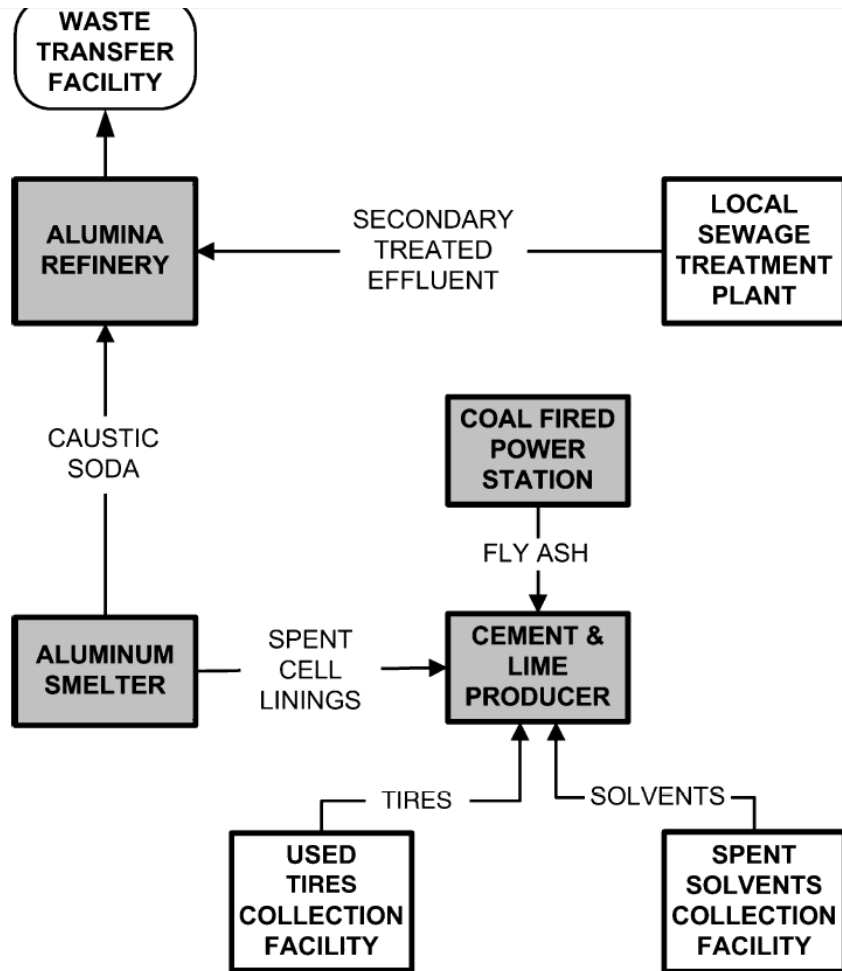 WASTE
TRANSFER
FACILITY
ALUMINA
REFINERY
SECONDARY
TREATED
EFFLUENT
LOCAL
SEWAGE
TREATMENT
PLANT
CAUSTIC
SODA
COAL FIRED
POWER
STATION
FLY ASH
ALUMINUM
SMELTER
SPENT
CELL
LININGS
CEMENT &
LIME
PRODUCER
TIRES
SOLVENTS
USED
TIRES
COLLECTION
FACILITY
SPENT
SOLVENTS
COLLECTION
FACILITY